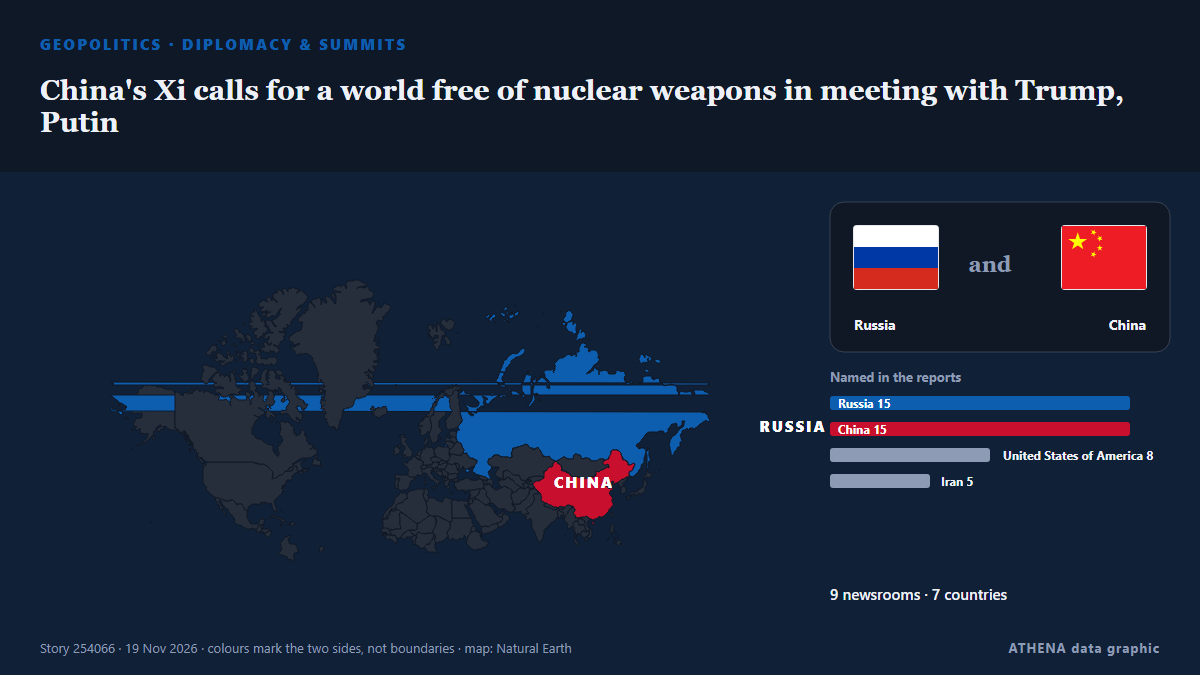 GEOPOLITICS · DIPLOMACY & SUMMITS
China's Xi calls for a world free of nuclear weapons in meeting with Trump,
Putin
and
Russia
China
Named in the reports
Russia 15
RUSSIA
China 15
United States of America 8
Iran 5
CHINA
9 newsrooms · 7 countries
Story 254066 · 19 Nov 2026 · colours mark the two sides, not boundaries · map: Natural Earth
ATHENA data graphic